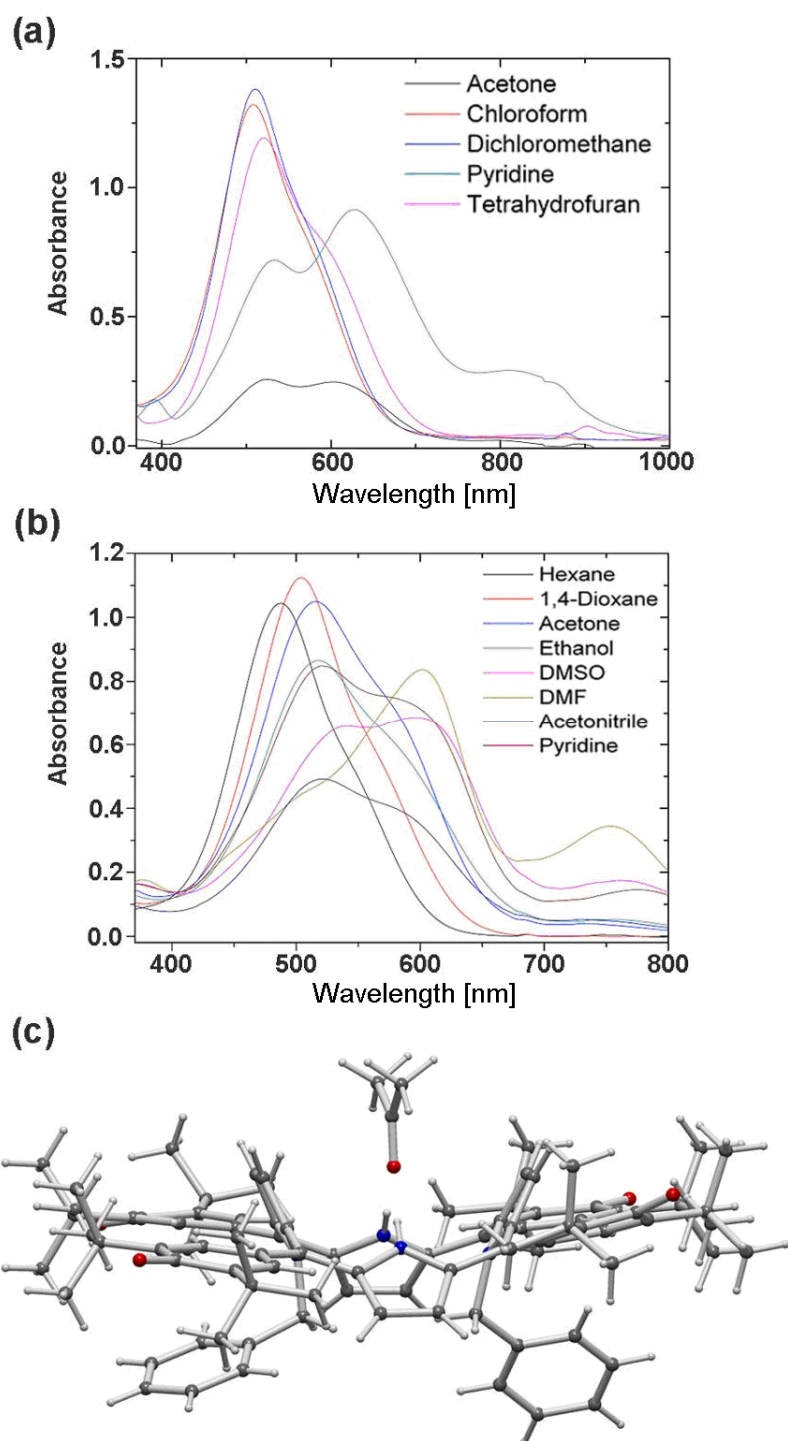 (a)
1.5
1.0
0.5
0.0
Absorbance
Acetone
Chloroform
Dichloromethane
Pyridine
Tetrahydrofuran
400 600 800 1000
Wavelength [nm]
(b)
1.2
1.0
0.8
0.6
0.4
0.2
0.0
Absorbance
Hexane
1,4-Dioxane
Acetone
Ethanol
DMSO
DMF
Acetonitrile
Pyridine
400 500 600 700 800
Wavelength [nm]
(c)